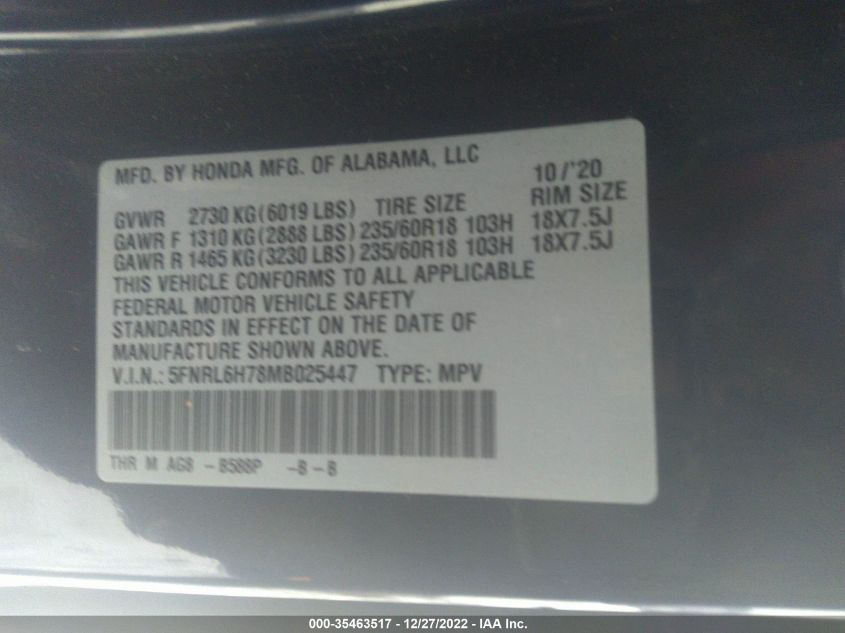 MFD. BY HONDA MFG. OF ALABAMA, LLC 10/'20
GVWR 2730 KG(6019 LBS) TIRE SIZE RIM SIZE
GAWR F 1310 KG(2888 LBS) 235/60R18 103H 18X7.5J
GAWR R 1465 KG(3230 LBS) 235/60R18 103H 18X7.5J
THIS VEHICLE CONFORMS TO ALL APPLICABLE
FEDERAL MOTOR VEHICLE SAFETY
STANDARDS IN EFFECT ON THE DATE OF
MANUFACTURE SHOWN ABOVE.
V.I.N.: 5FNRL6H78MB025447 TYPE: MPV
THR M AG8 -B588P -B-B
000-35463517 - 12/27/2022 - IAA Inc.